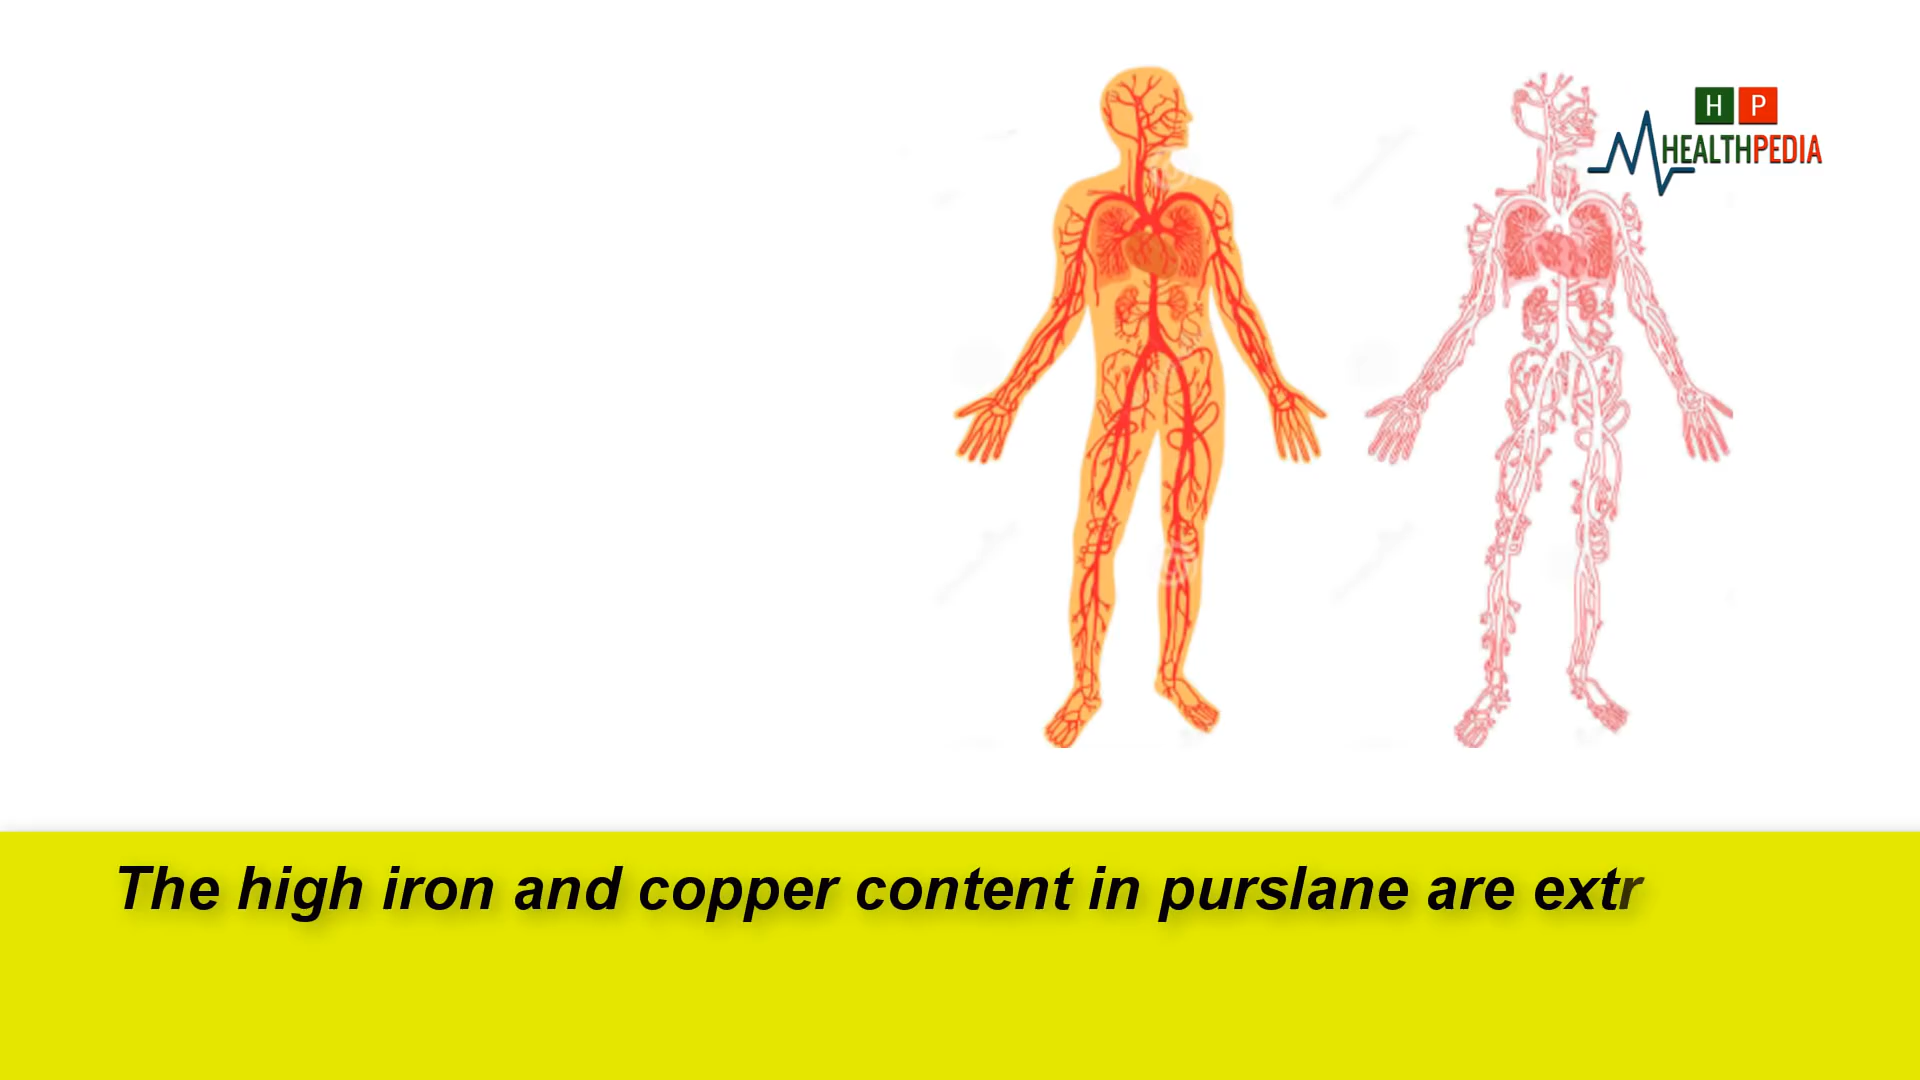 H P
HEALTHPEDIA
The high iron and copper content in purslane are extr